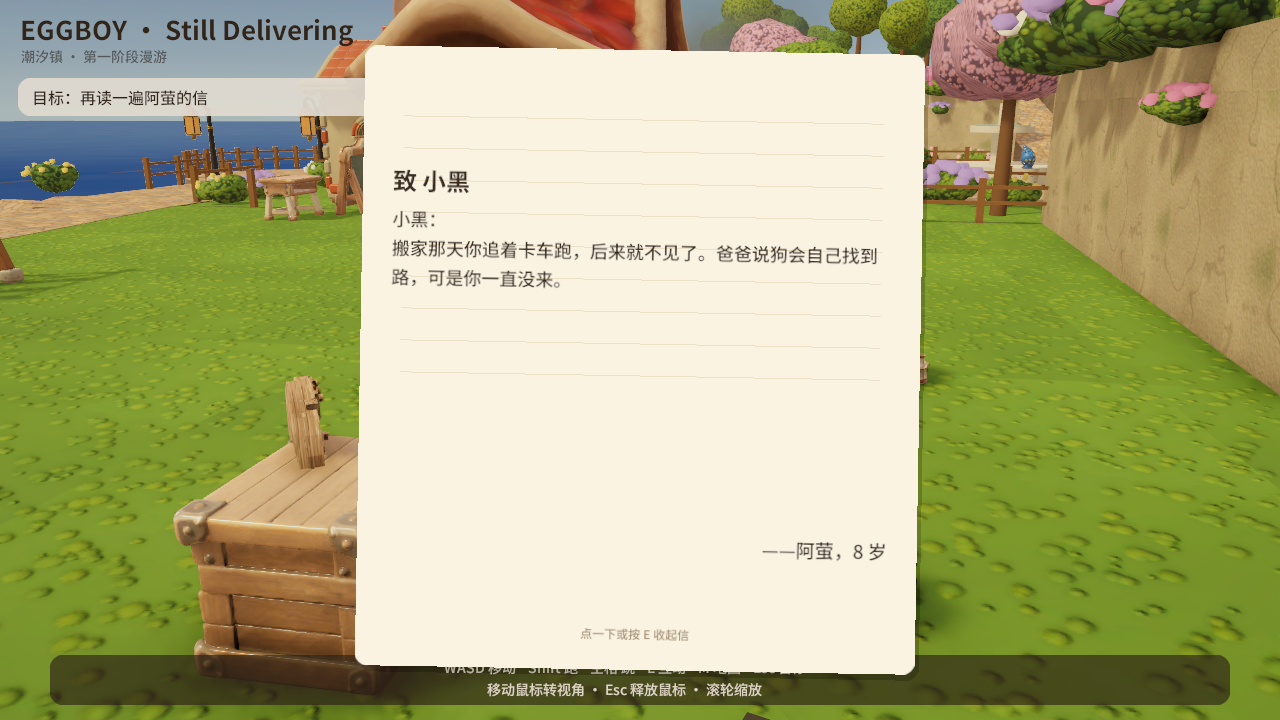 EGGBOY · Still Delivering
潮汐镇 · 第一阶段漫游
目标：再读一遍阿萤的信
致 小黑
小黑：
搬家那天你追着卡车跑，后来就不见了。爸爸说狗会自己找到
路，可是你一直没来。
——阿萤，8 岁
点一下或按 E 收起信
移动鼠标转视角 · Esc 释放鼠标 · 滚轮缩放